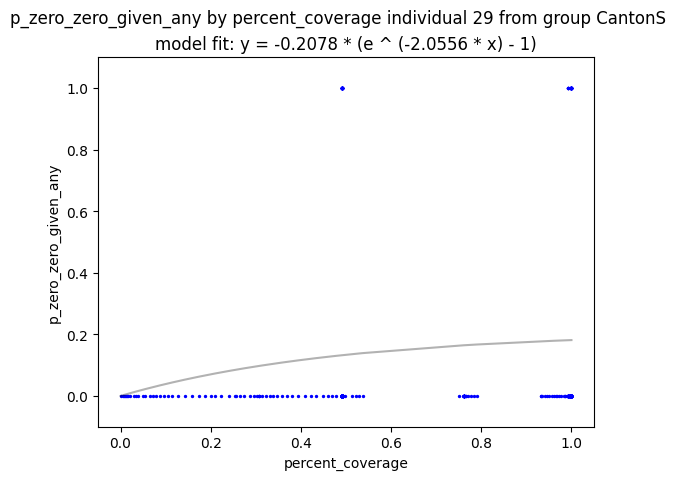 p_zero_zero_given_any by percent_coverage individual 29 from group CantonS
model fit: y = -0.2078 * (e ^ (-2.0556 * x) - 1)
1.0
0.8
0.6
0.4
0.2
0.0
p_zero_zero_given_any
0.0 0.2 0.4 0.6 0.8 1.0
percent_coverage